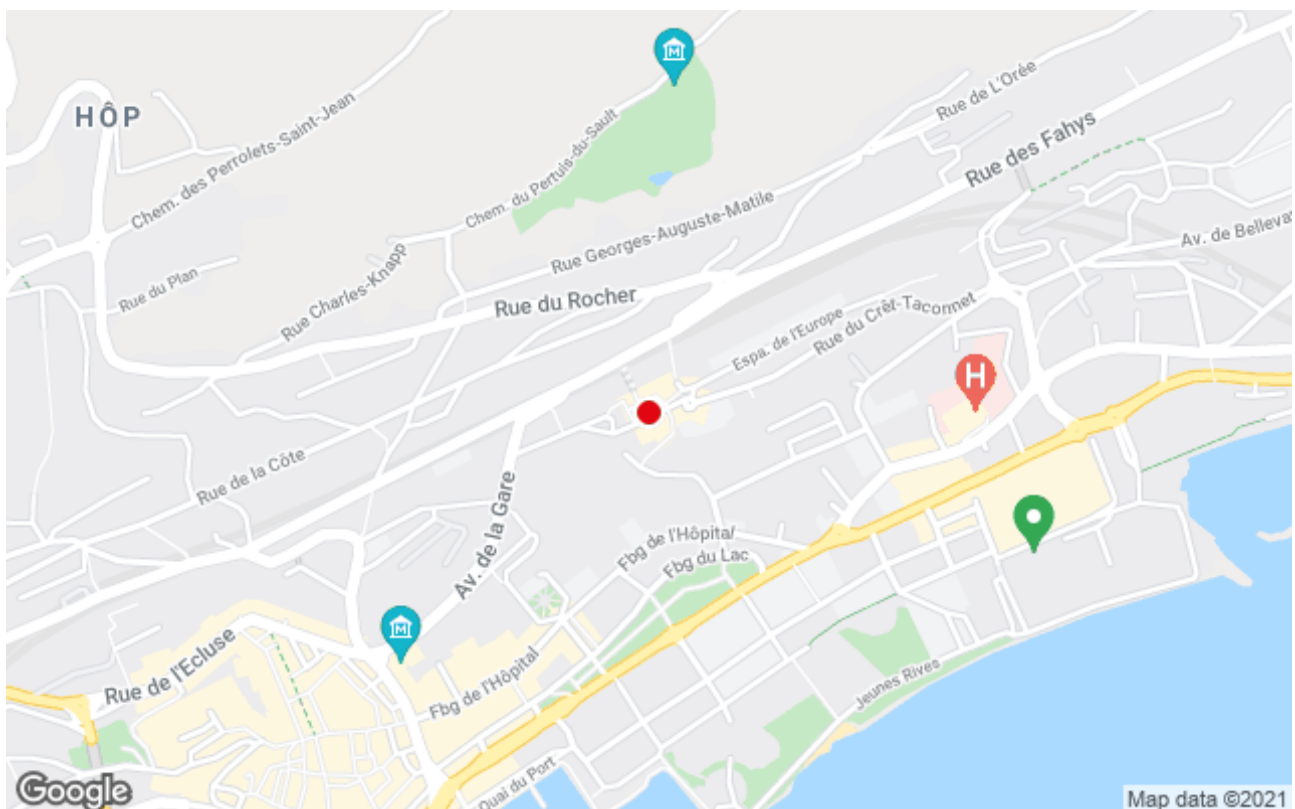 HÔP
Chem. des Perrolets-Saint-Jean
M
Chem. du Pertuis-du-Sault
Rue de L'Orée
Rue des Fahys
Rue Georges-Auguste-Matile
Av. de Bellevau
Rue du Plan
Rue Charles-Knapp
Rue du Rocher
Espa. de l'Europe
Rue du Crêt-Taconnet
H
Rue de la Côte
Av. de la Gare
Fbg de l'Hôpital/
Fbg du Lac
M
Rue de l'Ecluse
Fbg de l'Hôpital
Jeunes Rives
Quai du Port
Google
Map data ©2021